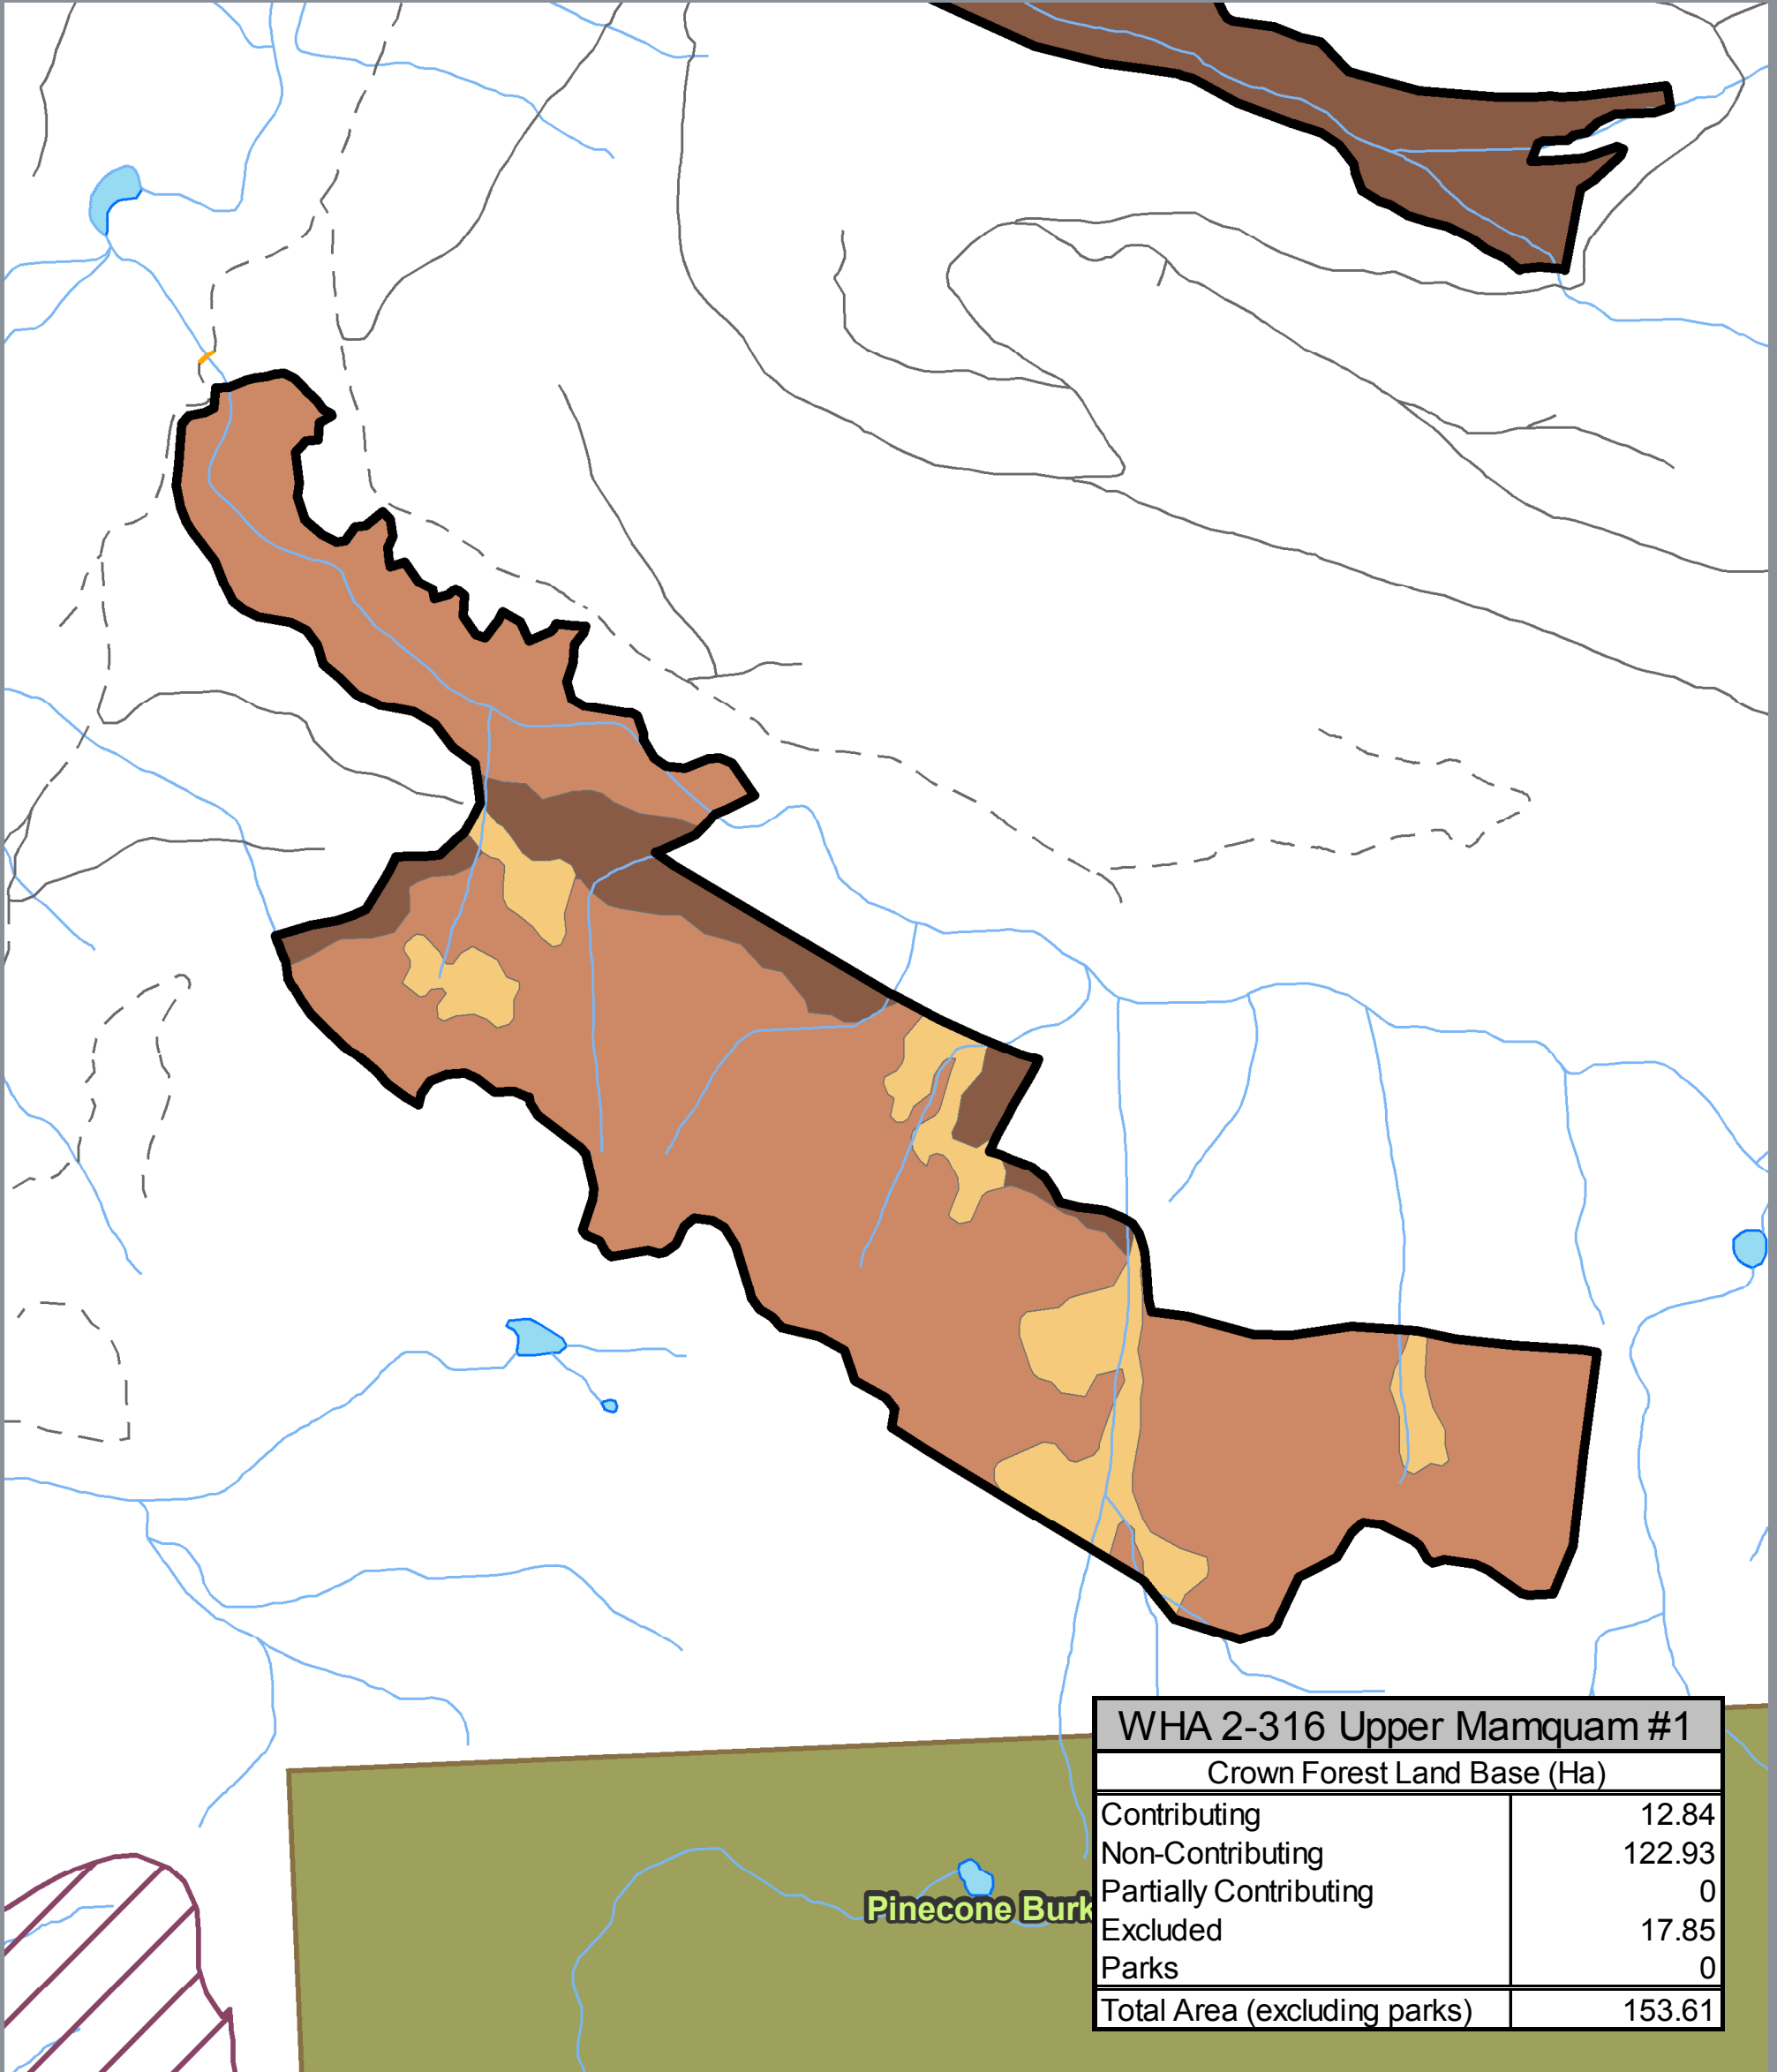 WHA 2-316 Upper Mamquam #1
Crown Forest Land Base (Ha)
Contributing 12.84
Non-Contributing 122.93
Partially Contributing 0
Excluded 17.85
Parks 0
Total Area (excluding parks) 153.61
Pinecone Burk